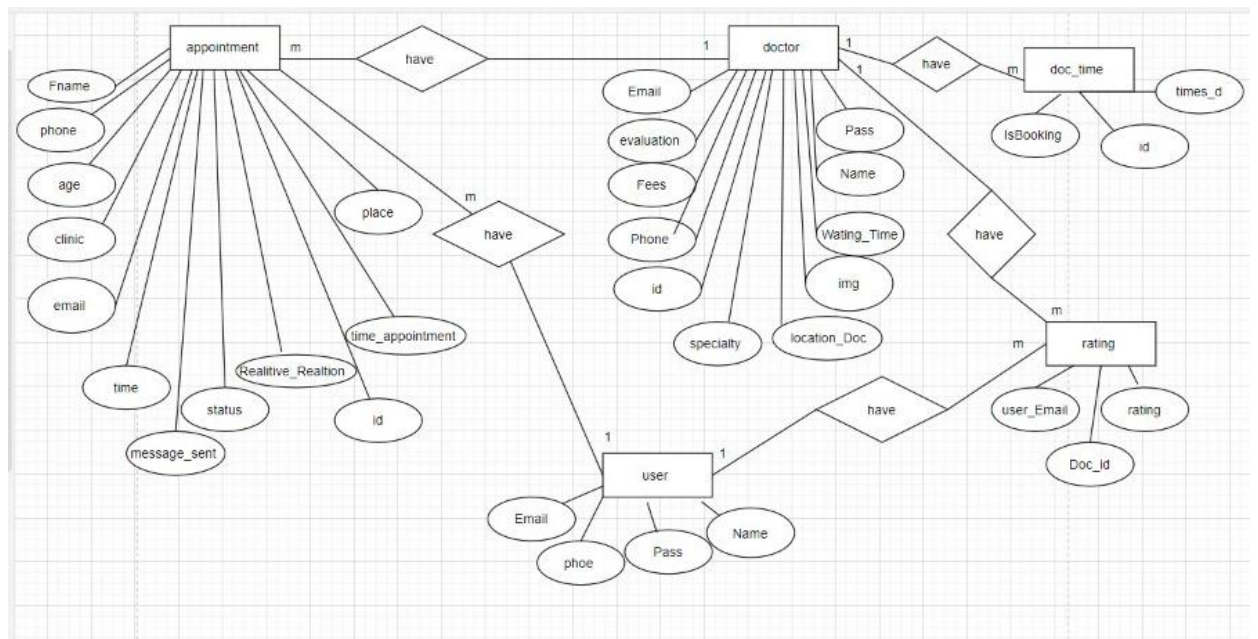 appointment
m
have
1
doctor
1
1
have
m
doc_time
Fname
phone
age
clinic
email
time
message_sent
status
Realitive_Realtion
id
time_appointment
place
m
have
Email
evaluation
Fees
Phone
id
specialty
location_Doc
img
Wating_Time
Name
Pass
IsBooking
id
times_d
have
m
m
rating
user_Email
Doc_id
rating
have
1
1
user
Email
phoe
Pass
Name